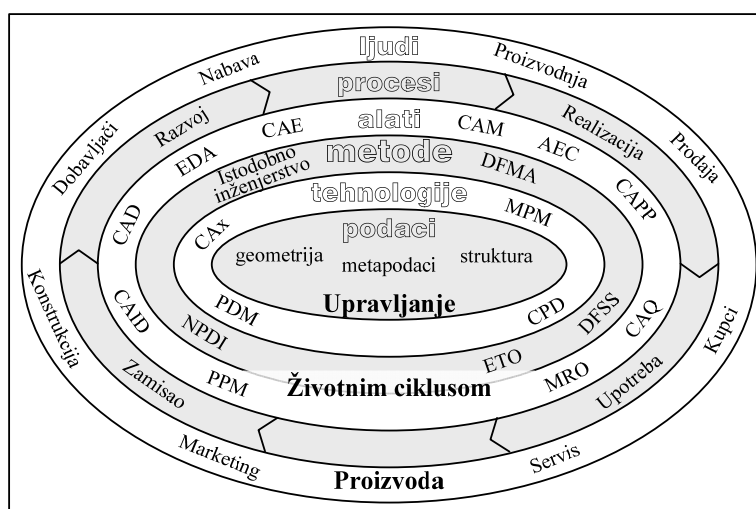 ljudi
Nabava
Proizvodnja
Dobavljači
Prodaja
Konstrukcija
Kupci
Marketing
Servis
procesi
Razvoj
Realizacija
Zamisao
Upotreba
alati
CAE
CAM
EDA
AEC
CAD
CAPP
CAID
CAQ
PPM
MRO
metode
Istodobno
inženjerstvo
DFMA
NPDI
DFSS
ETO
tehnologije
CAx
MPM
PDM
CPD
podaci
geometrija
metapodaci
struktura
Upravljanje
Životnim ciklusom
Proizvoda